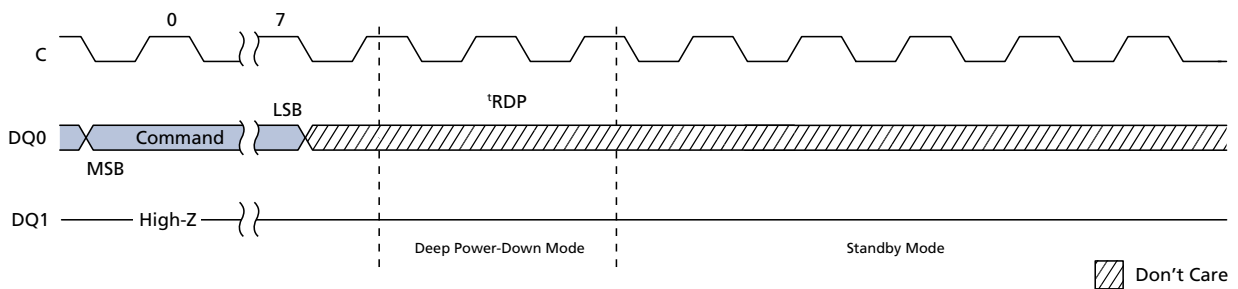 0 7
C
LSB
ᵗRDP
DQ0 Command
MSB
DQ1 High-Z
Deep Power-Down Mode Standby Mode
Don't Care